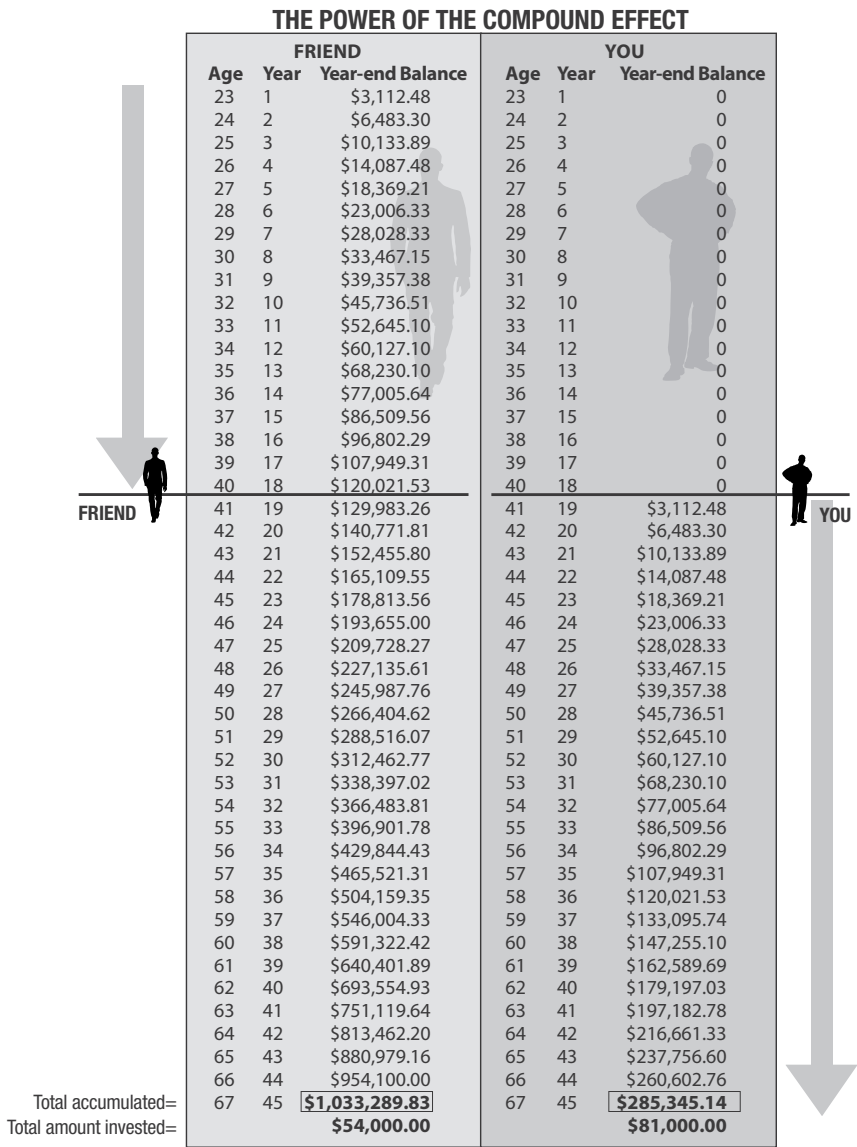 THE POWER OF THE COMPOUND EFFECT
FRIEND YOU
Age Year Year-end Balance Age Year Year-end Balance
23 1 $3,112.48 23 1 0
24 2 $6,483.30 24 2 0
25 3 $10,133.89 25 3 0
26 4 $14,087.48 26 4 0
27 5 $18,369.21 27 5 0
28 6 $23,006.33 28 6 0
29 7 $28,028.33 29 7 0
30 8 $33,467.15 30 8 0
31 9 $39,357.38 31 9 0
32 10 $45,736.51 32 10 0
33 11 $52,645.10 33 11 0
34 12 $60,127.10 34 12 0
35 13 $68,230.10 35 13 0
36 14 $77,005.64 36 14 0
37 15 $86,509.56 37 15 0
38 16 $96,802.29 38 16 0
39 17 $107,949.31 39 17 0
40 18 $120,021.53 40 18 0
FRIEND 41 19 $129,983.26 41 19 $3,112.48 YOU
42 20 $140,771.81 42 20 $6,483.30
43 21 $152,455.80 43 21 $10,133.89
44 22 $165,109.55 44 22 $14,087.48
45 23 $178,813.56 45 23 $18,369.21
46 24 $193,655.00 46 24 $23,006.33
47 25 $209,728.27 47 25 $28,028.33
48 26 $227,135.61 48 26 $33,467.15
49 27 $245,987.76 49 27 $39,357.38
50 28 $266,404.62 50 28 $45,736.51
51 29 $288,516.07 51 29 $52,645.10
52 30 $312,462.77 52 30 $60,127.10
53 31 $338,397.02 53 31 $68,230.10
54 32 $366,483.81 54 32 $77,005.64
55 33 $396,901.78 55 33 $86,509.56
56 34 $429,844.43 56 34 $96,802.29
57 35 $465,521.31 57 35 $107,949.31
58 36 $504,159.35 58 36 $120,021.53
59 37 $546,004.33 59 37 $133,095.74
60 38 $591,322.42 60 38 $147,255.10
61 39 $640,401.89 61 39 $162,589.69
62 40 $693,554.93 62 40 $179,197.03
63 41 $751,119.64 63 41 $197,182.78
64 42 $813,462.20 64 42 $216,661.33
65 43 $880,979.16 65 43 $237,756.60
66 44 $954,100.00 66 44 $260,602.76
Total accumulated= 67 45 $1,033,289.83 67 45 $285,345.14
Total amount invested= $54,000.00 $81,000.00